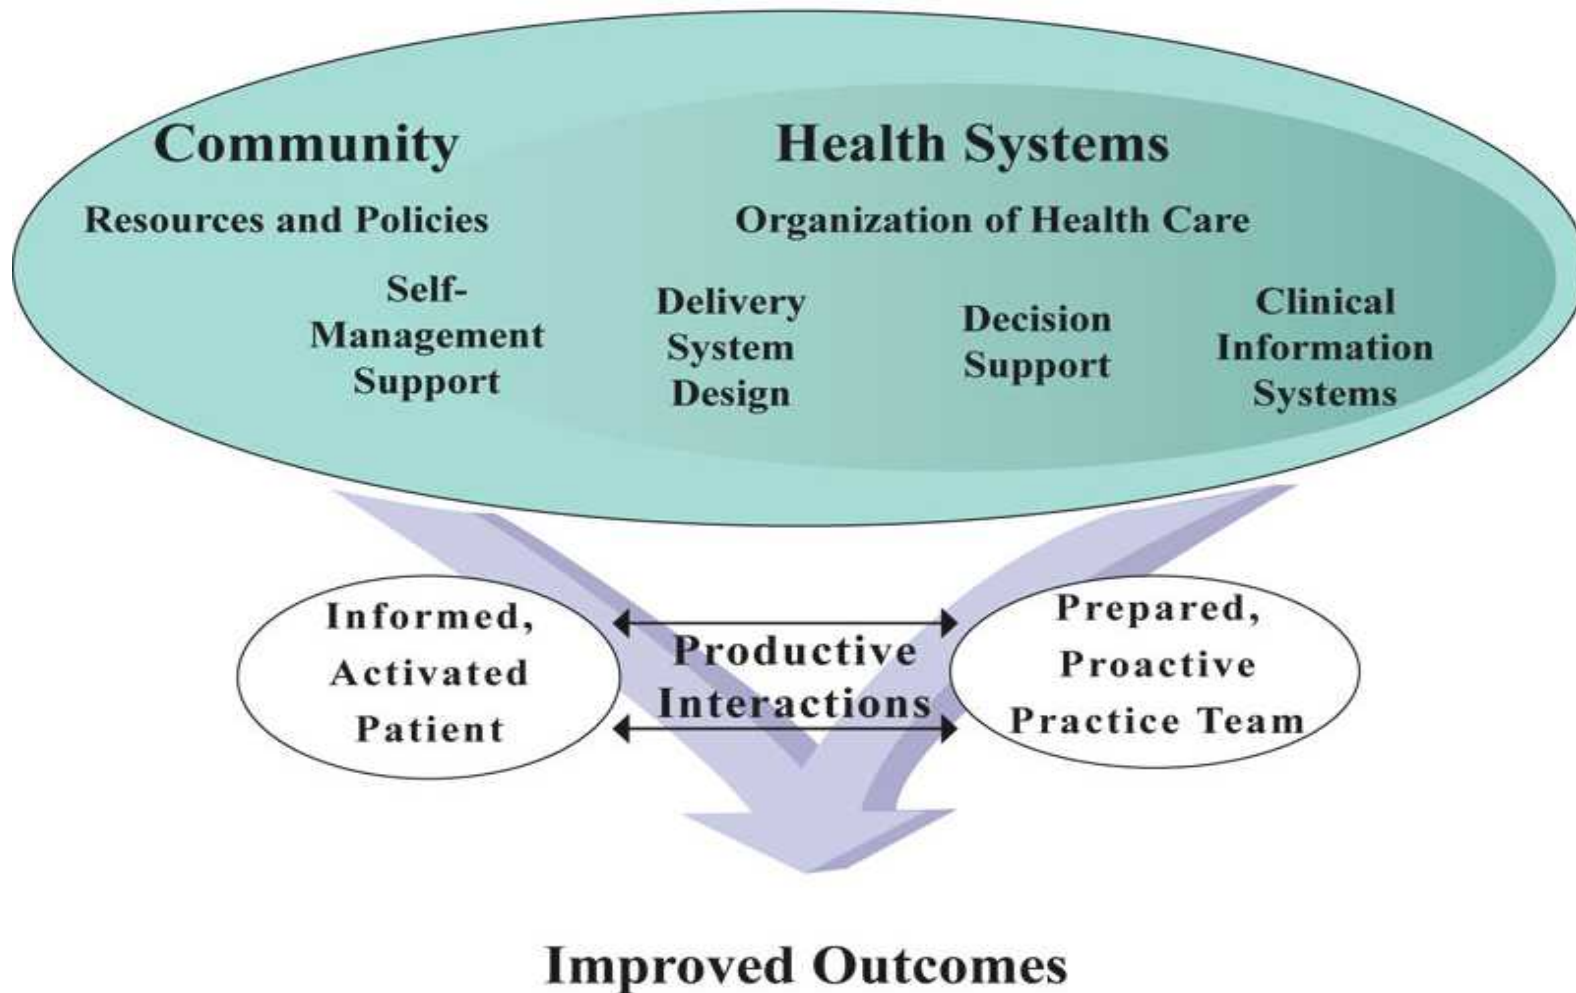 Community
Health Systems
Resources and Policies
Organization of Health Care
Self-
Management
Support
Delivery
System
Design
Decision
Support
Clinical
Information
Systems
Informed,
Activated
Patient
Productive
Interactions
Prepared,
Proactive
Practice Team
Improved Outcomes